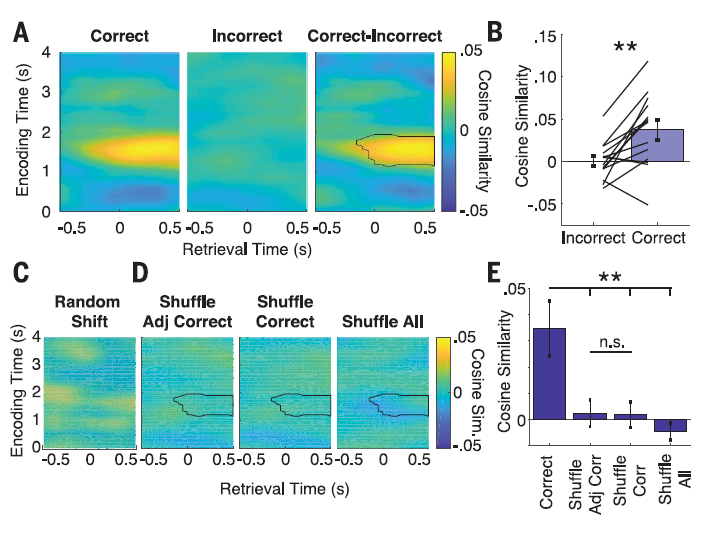 A
Correct
Incorrect
Correct-Incorrect
Encoding Time (s)
4
3
2
1
0
-0.5 0 0.5
-0.5 0 0.5
-0.5 0 0.5
Retrieval Time (s)
.05
0
-.05
Cosine Similarity
B
**
Cosine Similarity
.15
.10
.05
0
-.05
Incorrect Correct
C
Random
Shift
D
Shuffle
Adj Correct
Shuffle
Correct
Shuffle All
Encoding Time (s)
4
3
2
1
0
-0.5 0 0.5
-0.5 0 0.5
-0.5 0 0.5
-0.5 0 0.5
Retrieval Time (s)
.05
0
-.05
Cosine Sim.
E
**
n.s.
Cosine Similarity
.05
0
Correct
Shuffle
Adj Corr
Shuffle
Corr
Shuffle
All